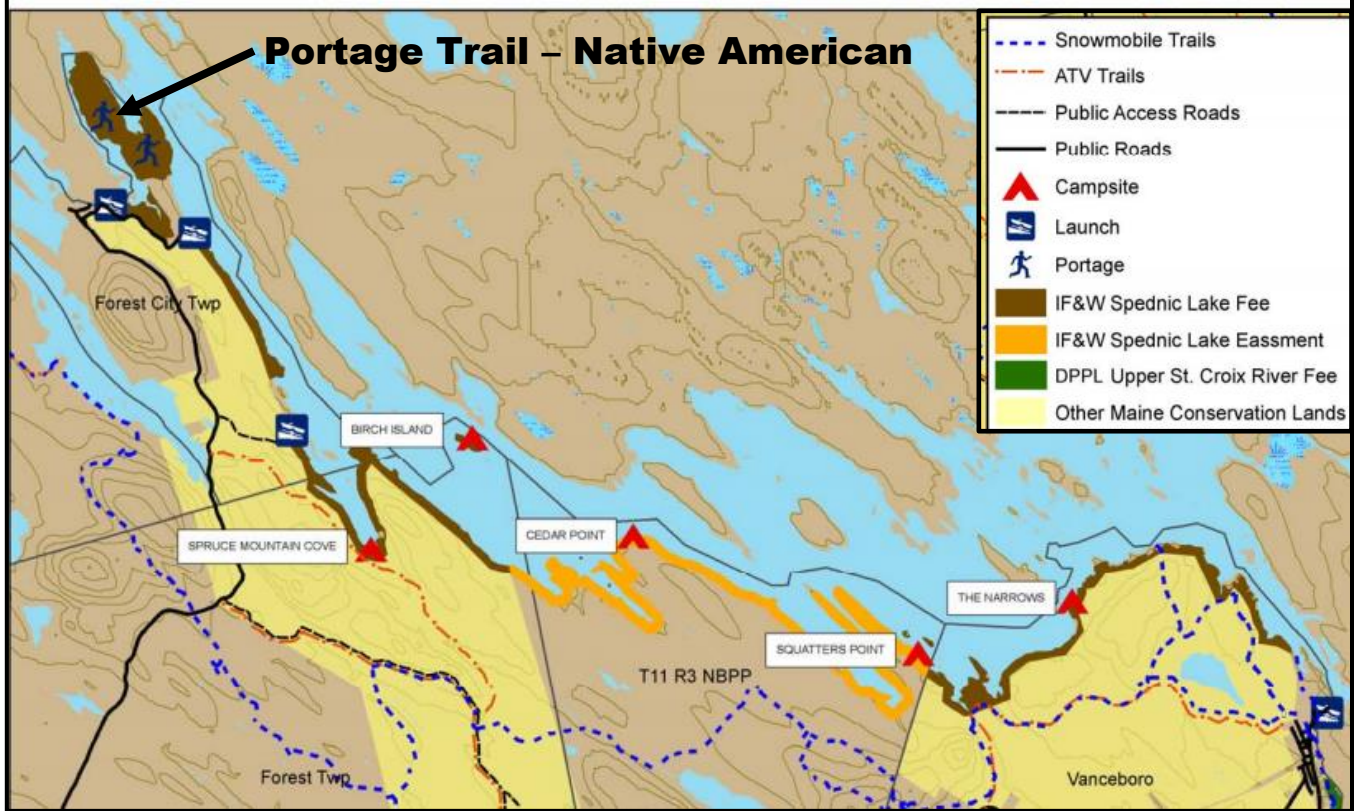 Portage Trail – Native American
Snowmobile Trails
ATV Trails
Public Access Roads
Public Roads
Campsite
Launch
Portage
IF&W Spednic Lake Fee
IF&W Spednic Lake Eassment
DPPL Upper St. Croix River Fee
Other Maine Conservation Lands
Forest City Twp
BIRCH ISLAND
SPRUCE MOUNTAIN COVE
CEDAR POINT
THE NARROWS
SQUATTERS POINT
T11 R3 NBPP
Forest Twp
Vanceboro